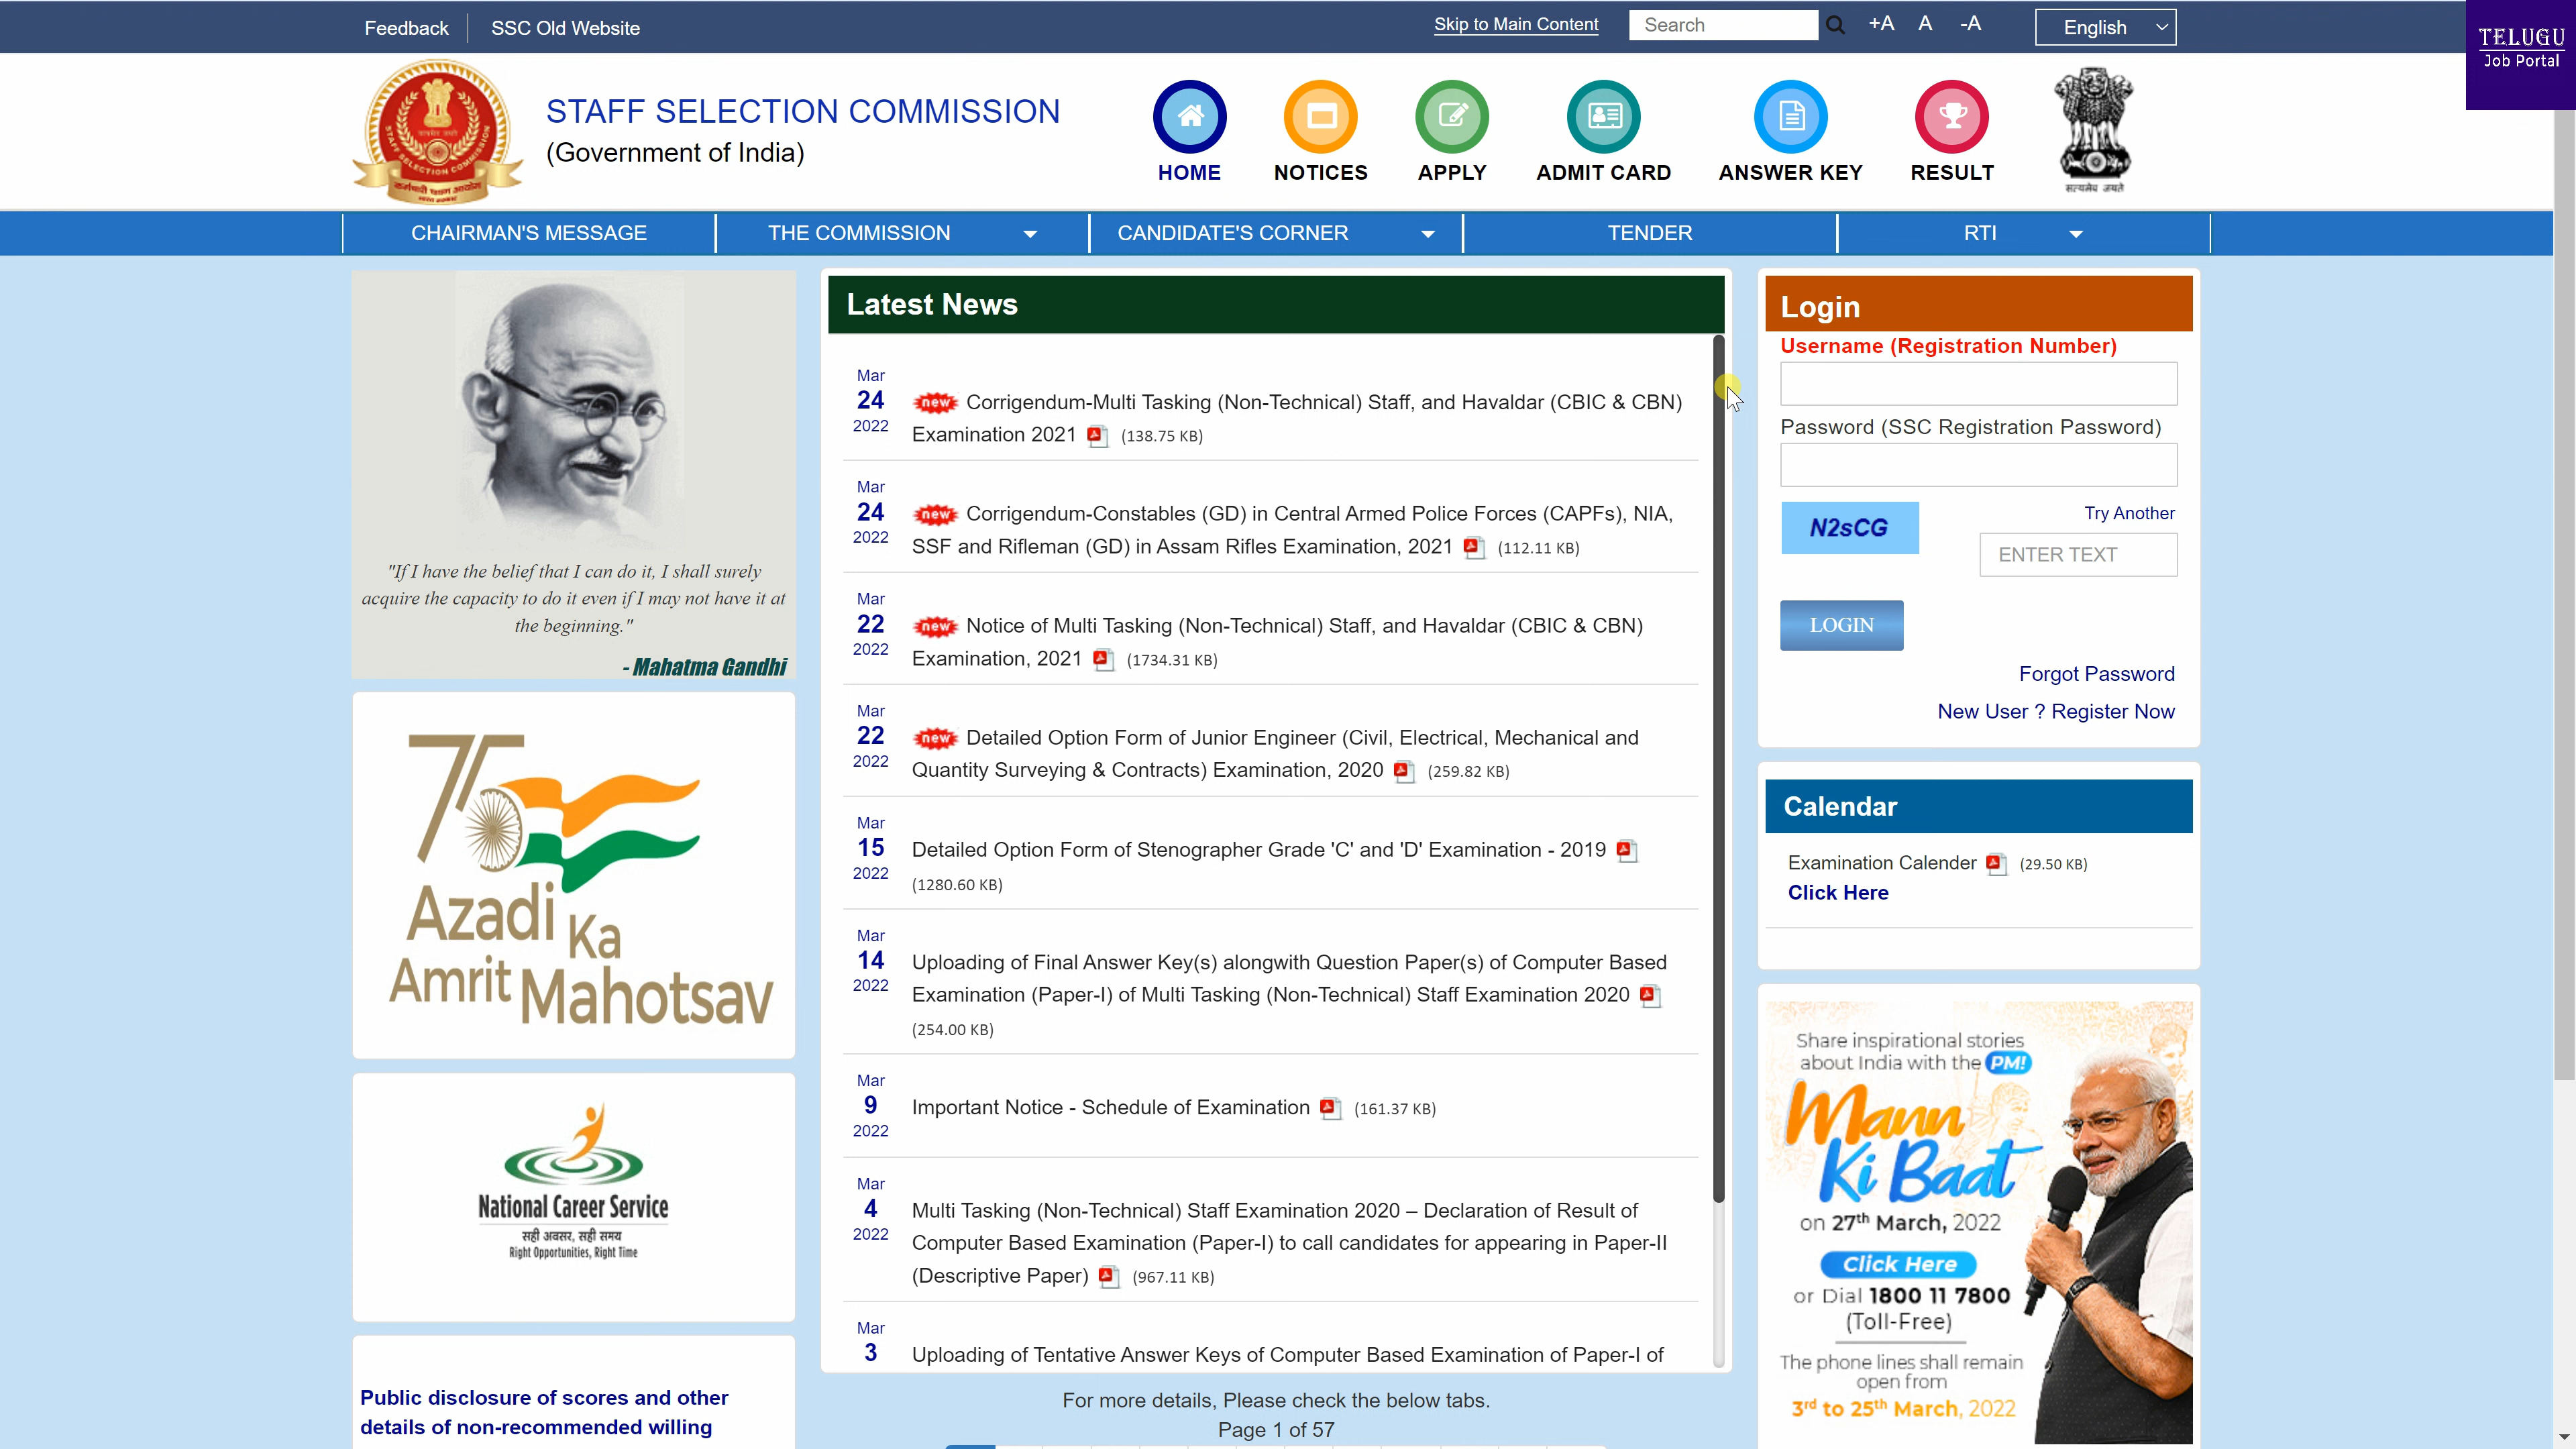 Feedback
SSC Old Website
Skip to Main Content
Search
+A A -A
English
TELUGU
Job Portal
STAFF SELECTION COMMISSION
(Government of India)
HOME
NOTICES
APPLY
ADMIT CARD
ANSWER KEY
RESULT
सत्यमेव जयते
STAFF SELECTION COMMISSION
CHAIRMAN'S MESSAGE
THE COMMISSION
CANDIDATE'S CORNER
TENDER
RTI
"If I have the belief that I can do it, I shall surely
acquire the capacity to do it even if I may not have it at
the beginning."
- Mahatma Gandhi
75
Azadi Ka
Amrit Mahotsav
National Career Service
सही अवसर, सही समय
Right Opportunities, Right Time
Public disclosure of scores and other
details of non-recommended willing
Latest News
Mar
24
2022
new Corrigendum-Multi Tasking (Non-Technical) Staff, and Havaldar (CBIC & CBN)
Examination 2021 (138.75 KB)
Mar
24
2022
new Corrigendum-Constables (GD) in Central Armed Police Forces (CAPFs), NIA,
SSF and Rifleman (GD) in Assam Rifles Examination, 2021 (112.11 KB)
Mar
22
2022
new Notice of Multi Tasking (Non-Technical) Staff, and Havaldar (CBIC & CBN)
Examination, 2021 (1734.31 KB)
Mar
22
2022
new Detailed Option Form of Junior Engineer (Civil, Electrical, Mechanical and
Quantity Surveying & Contracts) Examination, 2020 (259.82 KB)
Mar
15
2022
Detailed Option Form of Stenographer Grade 'C' and 'D' Examination - 2019
(1280.60 KB)
Mar
14
2022
Uploading of Final Answer Key(s) alongwith Question Paper(s) of Computer Based
Examination (Paper-I) of Multi Tasking (Non-Technical) Staff Examination 2020
(254.00 KB)
Mar
9
2022
Important Notice - Schedule of Examination (161.37 KB)
Mar
4
2022
Multi Tasking (Non-Technical) Staff Examination 2020 – Declaration of Result of
Computer Based Examination (Paper-I) to call candidates for appearing in Paper-II
(Descriptive Paper) (967.11 KB)
Mar
3
Uploading of Tentative Answer Keys of Computer Based Examination of Paper-I of
For more details, Please check the below tabs.
Page 1 of 57
Login
Username (Registration Number)
Password (SSC Registration Password)
N2sCG
Try Another
ENTER TEXT
LOGIN
Forgot Password
New User ? Register Now
Calendar
Examination Calender (29.50 KB)
Click Here
Share inspirational stories
about India with the PM!
Mann
Ki Baat
on 27th March, 2022
Click Here
or Dial 1800 11 7800
(Toll-Free)
The phone lines shall remain
open from
3rd to 25th March, 2022